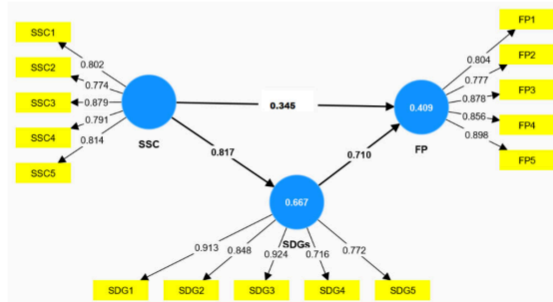 SSC1
SSC2
SSC3
SSC4
SSC5
0.802
0.774
0.879
0.791
0.814
SSC
0.345
0.817
0.710
0.409
FP
0.804
0.777
0.878
0.856
0.898
FP1
FP2
FP3
FP4
FP5
0.667
SDGs
0.913
0.848
0.924
0.716
0.772
SDG1
SDG2
SDG3
SDG4
SDG5